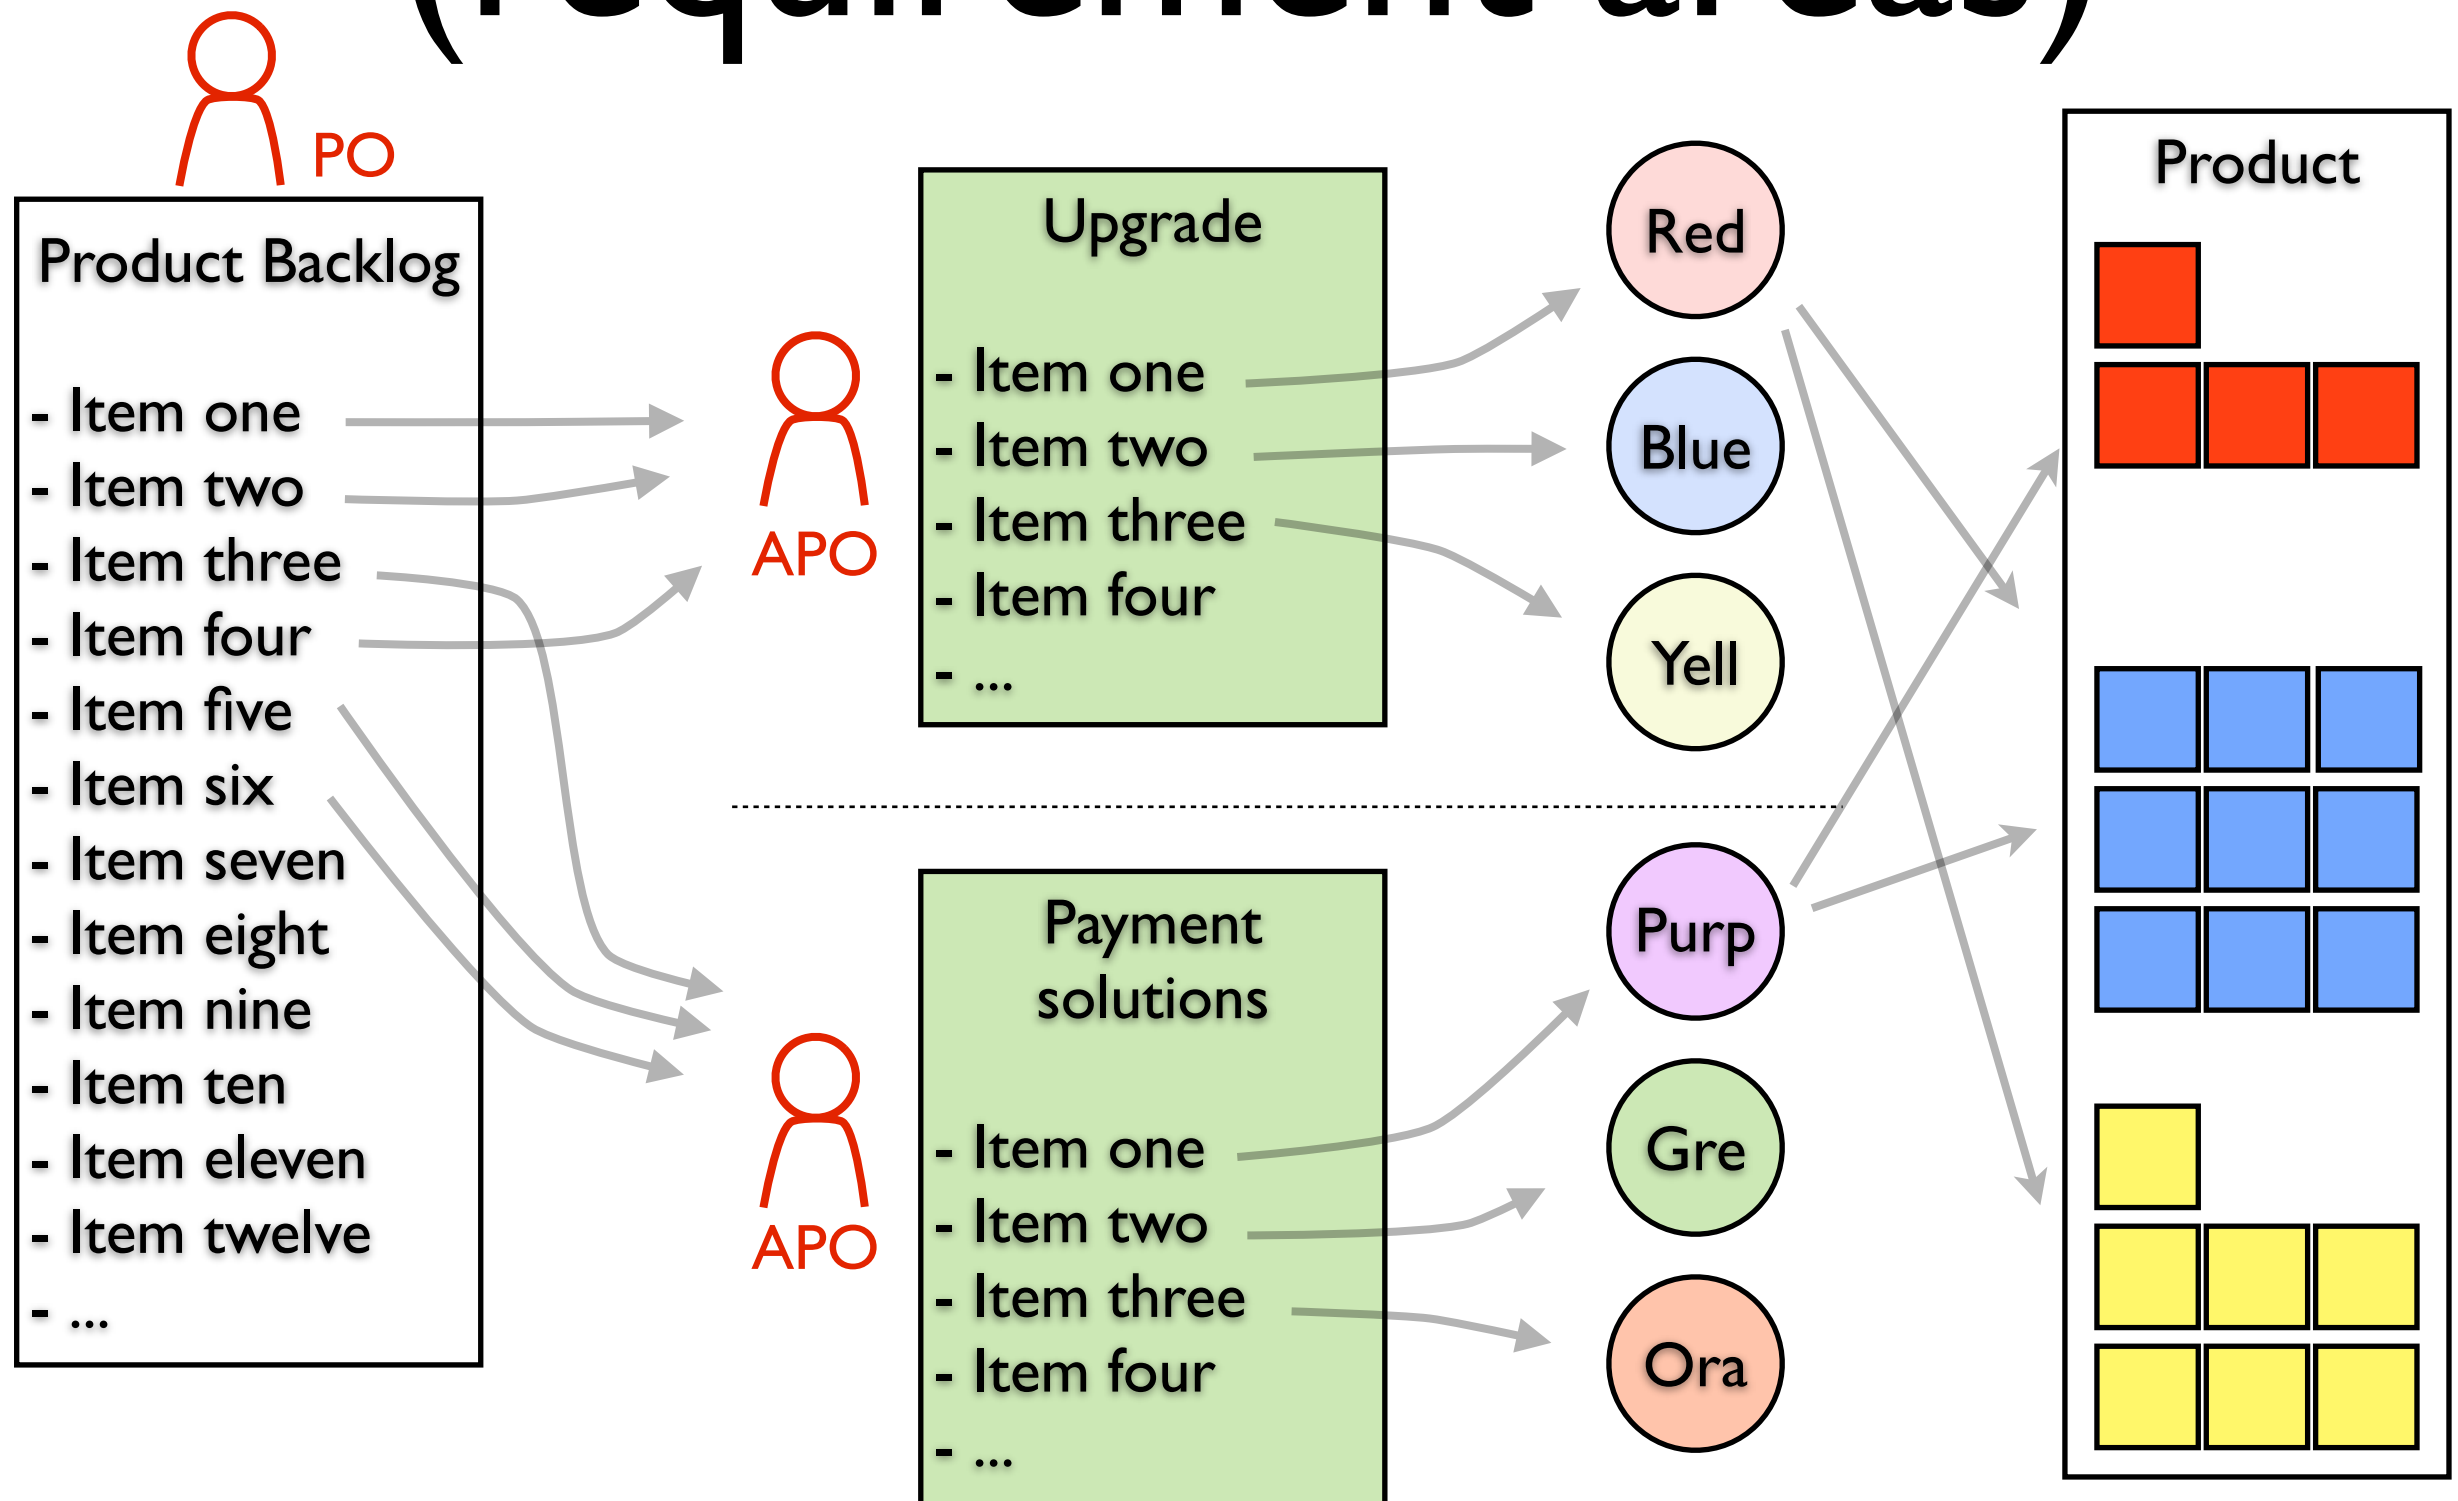 (requirement areas)
PO
Product Backlog
- Item one
- Item two
- Item three
- Item four
- Item five
- Item six
- Item seven
- Item eight
- Item nine
- Item ten
- Item eleven
- Item twelve
- ...
APO
Upgrade
- Item one
- Item two
- Item three
- Item four
- ...
APO
Payment
solutions
- Item one
- Item two
- Item three
- Item four
- ...
Red
Blue
Yell
Purp
Gre
Ora
Product